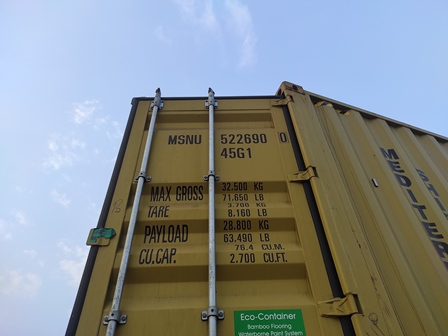 MSNU 522690 0
45G1
MAX GROSS 32.500 KG
71.650 LB
TARE 3.700 KG
8.160 LB
PAYLOAD 28.800 KG
63.490 LB
CU.CAP. 76.4 CU.M.
2.700 CU.FT.
Eco-Container
Bamboo Flooring
Waterborne Paint System